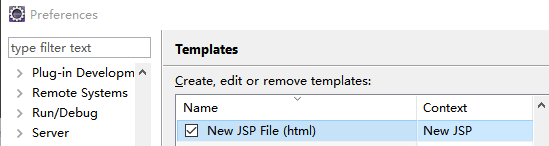 Preferences
type filter text
Plug-in Developm
Remote Systems
Run/Debug
Server
Templates
Create, edit or remove templates:
Name Context
New JSP File (html) New JSP